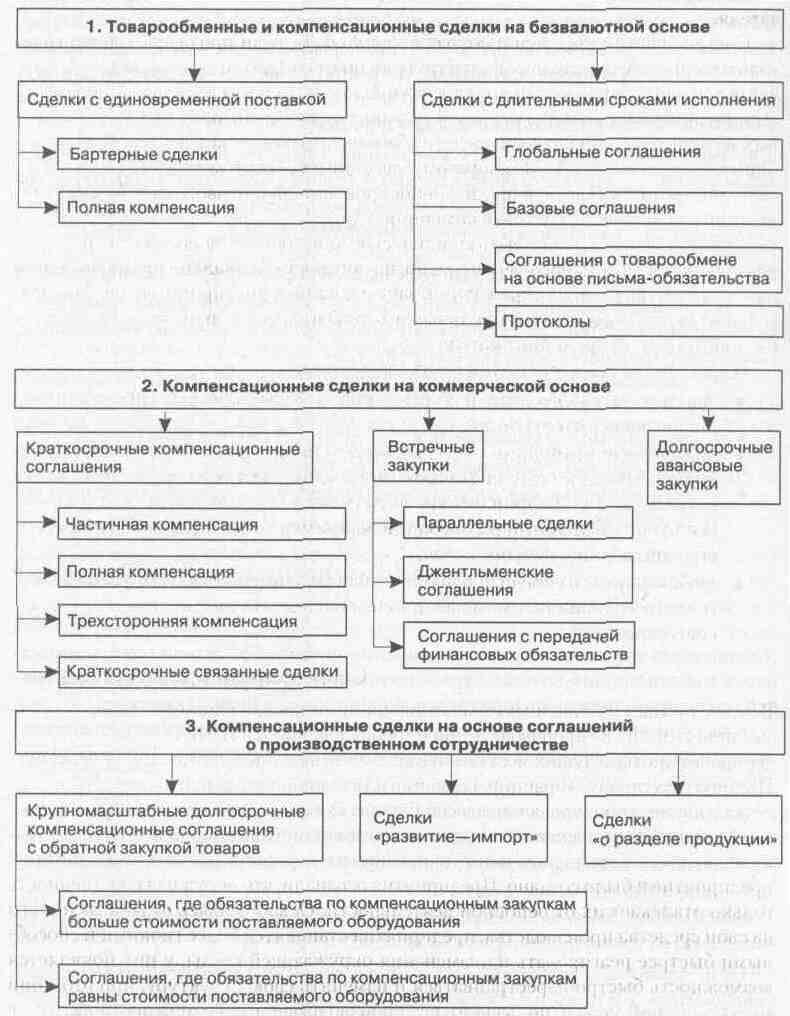 1. Товарообменные и компенсационные сделки на безвалютной основе
Сделки с единовременной поставкой
Бартерные сделки
Полная компенсация
Сделки с длительными сроками исполнения
Глобальные соглашения
Базовые соглашения
Соглашения о товарообмене
на основе письма-обязательства
Протоколы
2. Компенсационные сделки на коммерческой основе
Краткосрочные компенсационные
соглашения
Частичная компенсация
Полная компенсация
Трехсторонняя компенсация
Краткосрочные связанные сделки
Встречные
закупки
Параллельные сделки
Джентльменские
соглашения
Соглашения с передачей
финансовых обязательств
Долгосрочные
авансовые
закупки
3. Компенсационные сделки на основе соглашений
о производственном сотрудничестве
Крупномасштабные долгосрочные
компенсационные соглашения
с обратной закупкой товаров
Соглашения, где обязательства по компенсационным закупкам
больше стоимости поставляемого оборудования
Соглашения, где обязательства по компенсационным закупкам
равны стоимости поставляемого оборудования
Сделки
«развитие–импорт»
Сделки
«о разделе продукции»